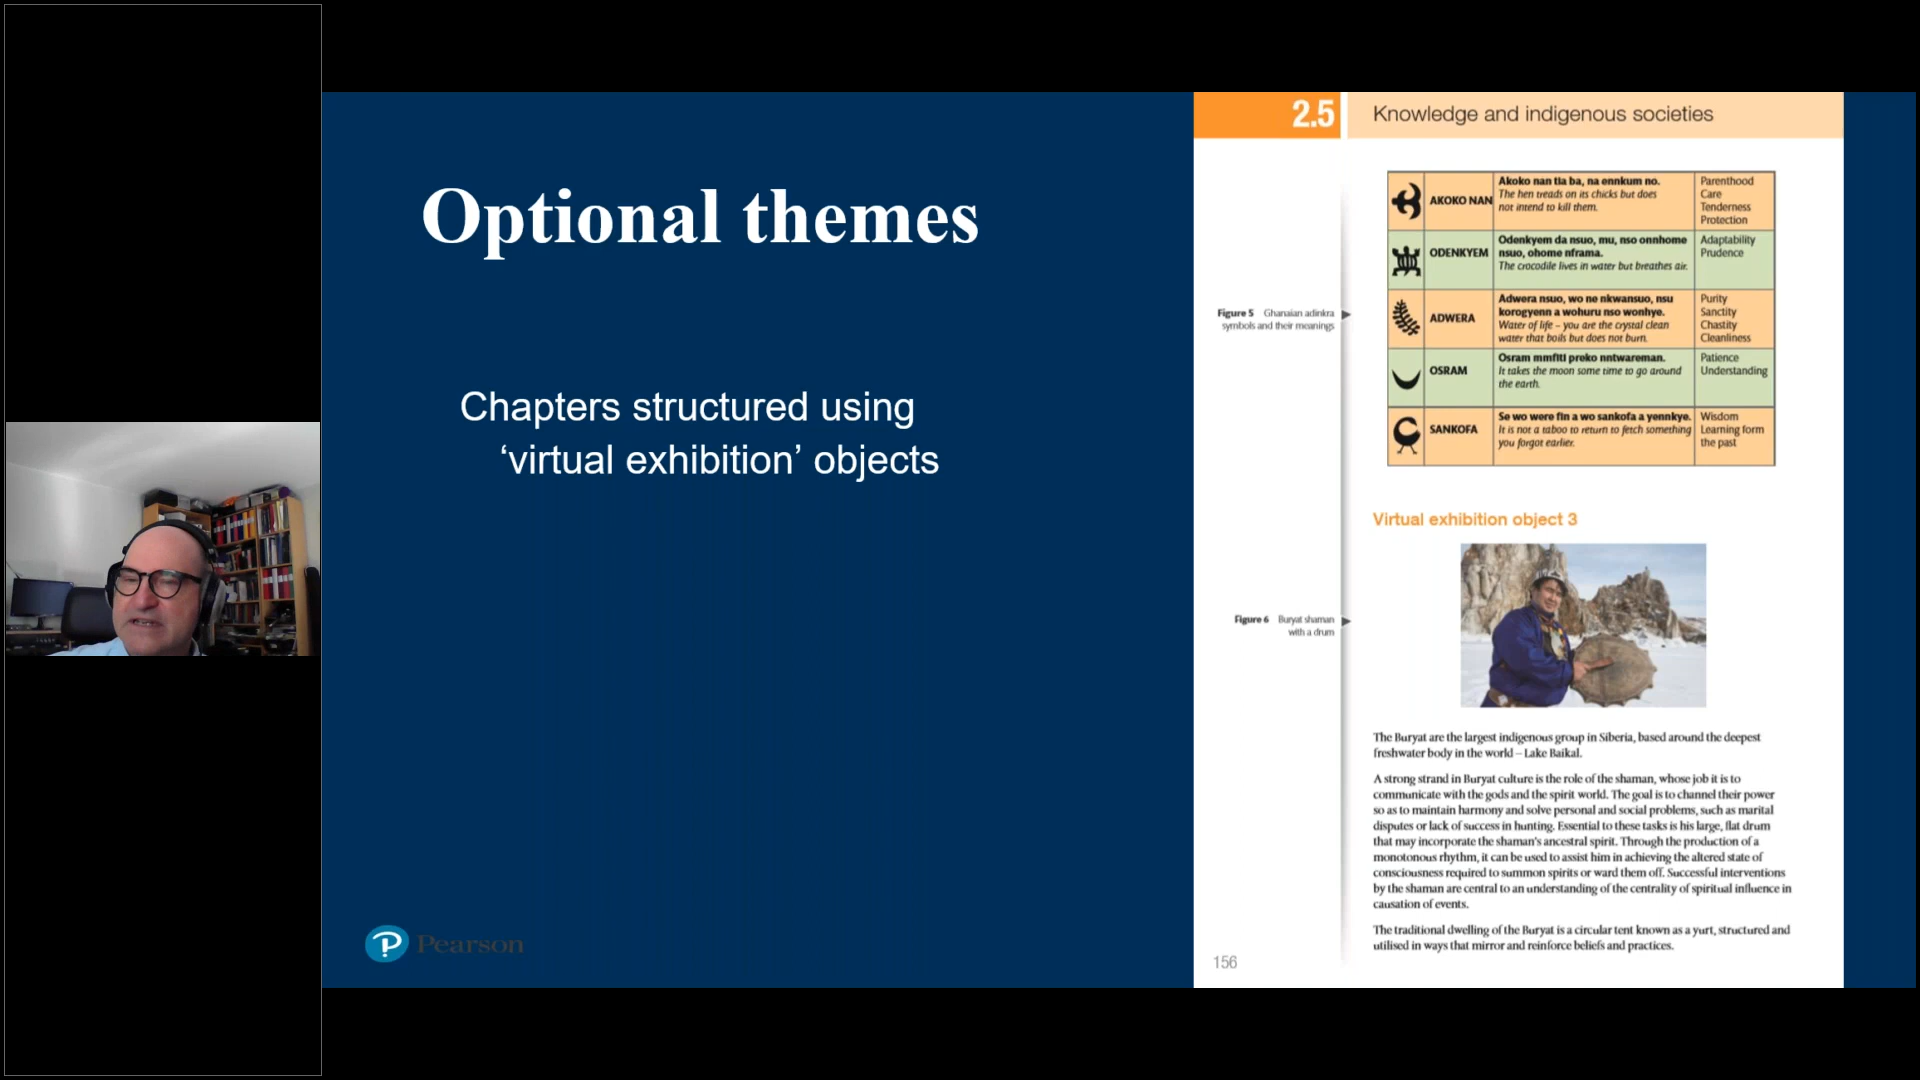 Optional themes
Chapters structured using
‘virtual exhibition’ objects
Pearson
2.5
Knowledge and indigenous societies
AKOKO NAN
Akoko nan tia ba, na ennkum no.
The hen treads on its chicks but does
not intend to kill them.
Parenthood
Care
Tenderness
Protection
ODENKYEM
Odenkyem da nsuo, mu, nso onnhome
nsuo, ohome nframa.
The crocodile lives in water but breathes air.
Adaptability
Prudence
ADWERA
Adwera nsuo, wo ne nkwansuo, nsu
korogyenn a wohuru nso wonhye.
Water of life – you are the crystal clean
water that boils but does not burn.
Purity
Sanctity
Chastity
Cleanliness
OSRAM
Osram mmfiti preko nntwareman.
It takes the moon some time to go around
the earth.
Patience
Understanding
SANKOFA
Se wo were fin a wo sankofa a yennkye.
It is not a taboo to return to fetch something
you forgot earlier.
Wisdom
Learning form
the past
Figure 5 Ghanaian adinkra
symbols and their meanings
Virtual exhibition object 3
Figure 6 Buryat shaman
with a drum
The Buryat are the largest indigenous group in Siberia, based around the deepest
freshwater body in the world – Lake Baikal.
A strong strand in Buryat culture is the role of the shaman, whose job it is to
communicate with the gods and the spirit world. The goal is to channel their power
so as to maintain harmony and solve personal and social problems, such as marital
disputes or lack of success in hunting. Essential to these tasks is his large, flat drum
that may incorporate the shaman's ancestral spirit. Through the production of a
monotonous rhythm, it can be used to assist him in achieving the altered state of
consciousness required to summon spirits or ward them off. Successful interventions
by the shaman are central to an understanding of the centrality of spiritual influence in
causation of events.
The traditional dwelling of the Buryat is a circular tent known as a yurt, structured and
utilised in ways that mirror and reinforce beliefs and practices.
156